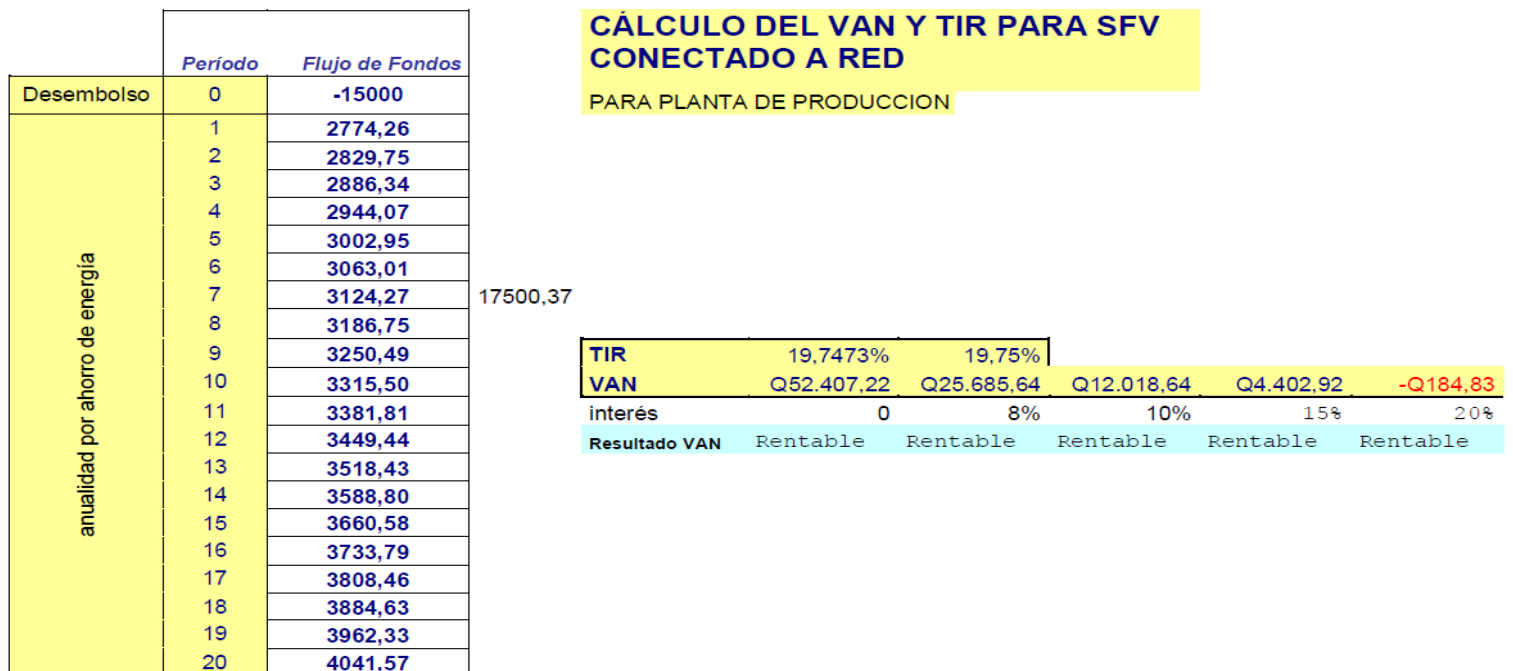 CÁLCULO DEL VAN Y TIR PARA SFV
CONECTADO A RED
PARA PLANTA DE PRODUCCION
Período Flujo de Fondos
Desembolso 0 -15000
anualidad por ahorro de energía
1 2774,26
2 2829,75
3 2886,34
4 2944,07
5 3002,95
6 3063,01
7 3124,27 17500,37
8 3186,75
9 3250,49
10 3315,50
11 3381,81
12 3449,44
13 3518,43
14 3588,80
15 3660,58
16 3733,79
17 3808,46
18 3884,63
19 3962,33
20 4041,57
TIR 19,7473% 19,75%
VAN Q52.407,22 Q25.685,64 Q12.018,64 Q4.402,92 -Q184,83
interés 0 8% 10% 15% 20%
Resultado VAN Rentable Rentable Rentable Rentable Rentable